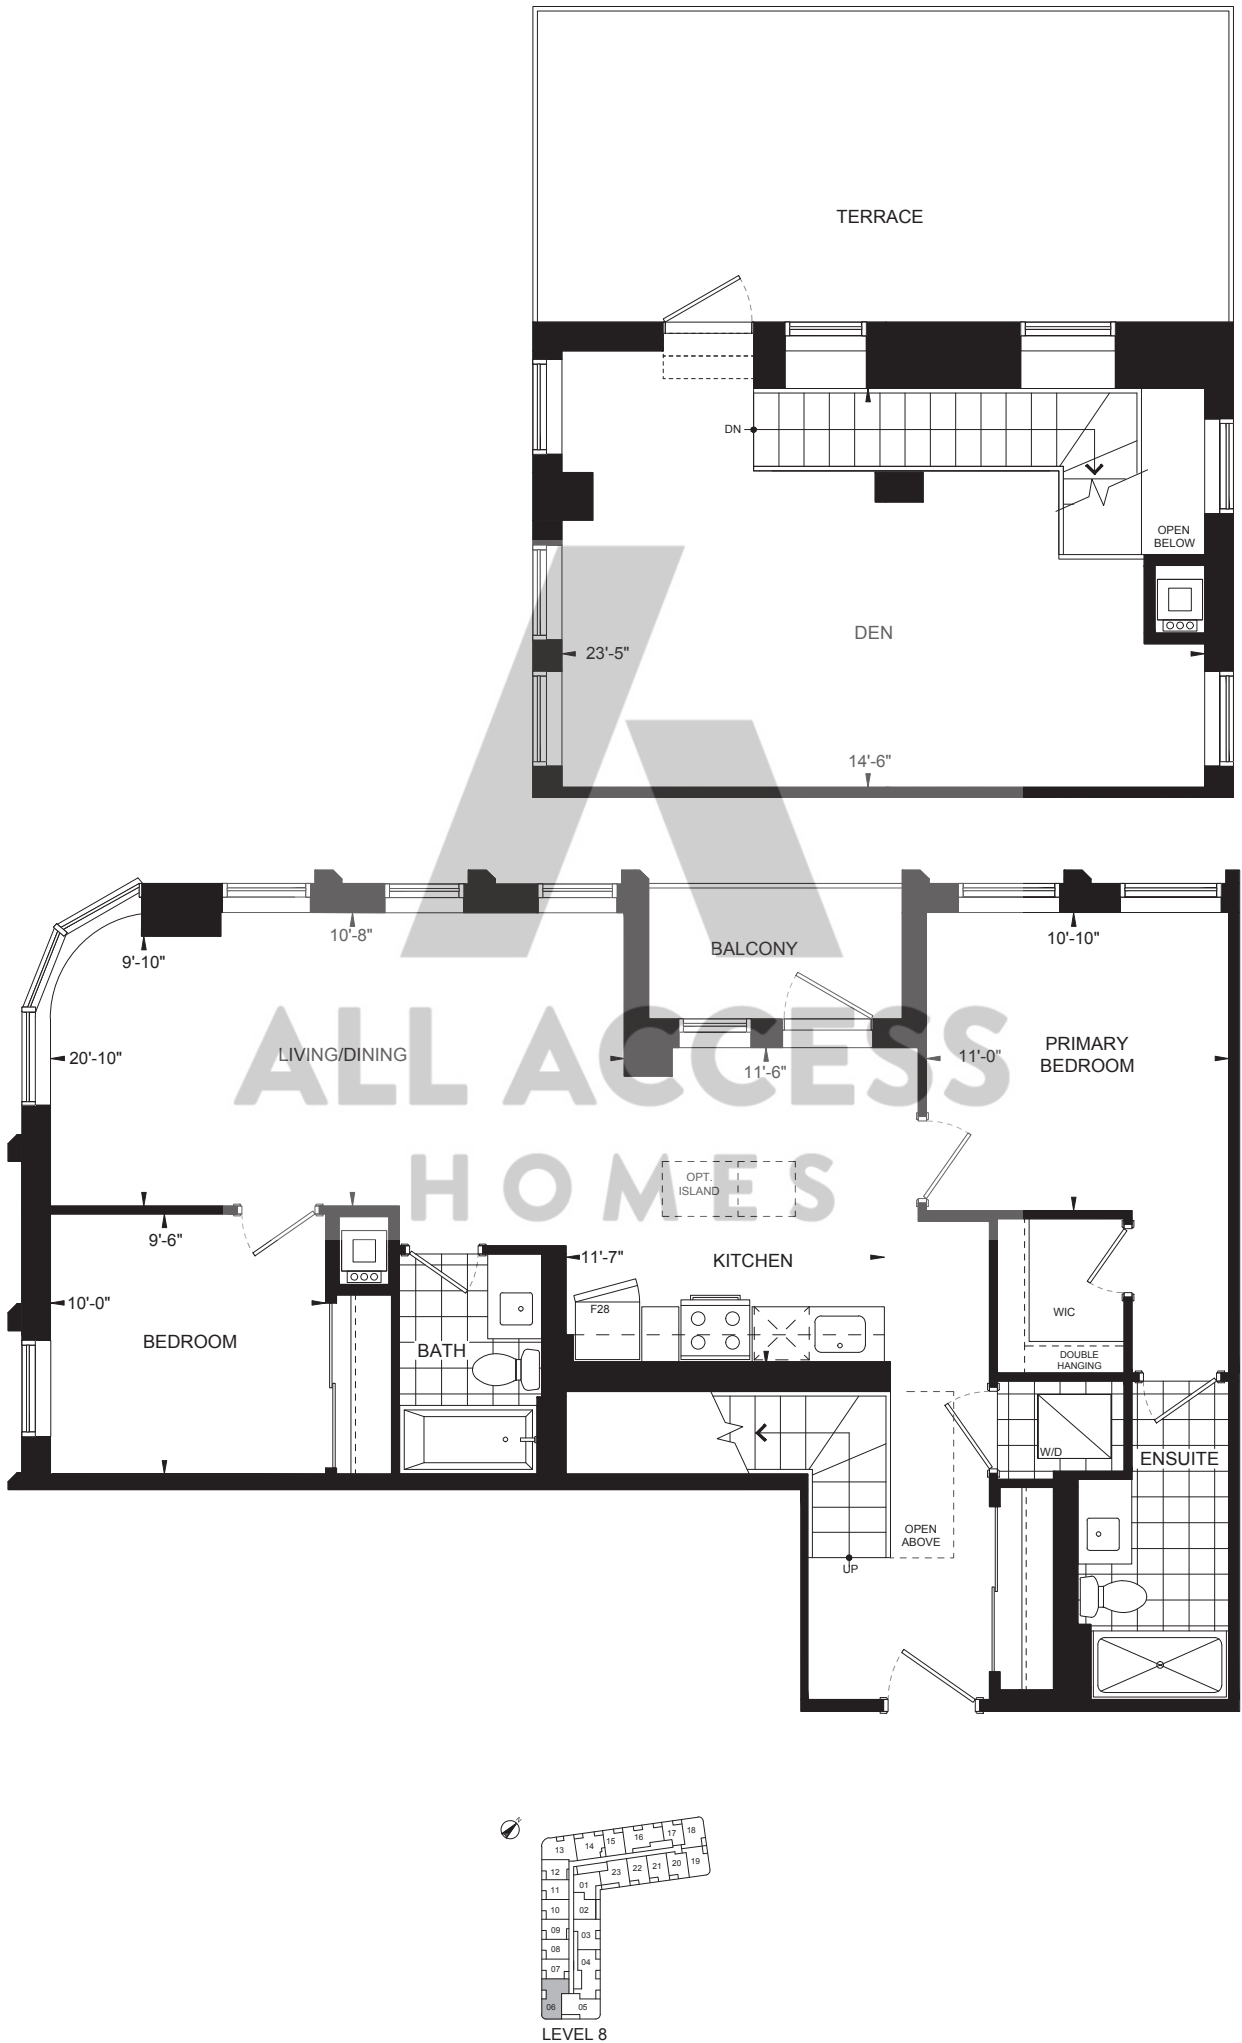 TERRACE
DN
OPEN
BELOW
DEN
23'-5"
14'-6"
10'-8"
9'-10"
BALCONY
10'-10"
20'-10"
LIVING/DINING
11'-6"
11'-0"
PRIMARY
BEDROOM
ALL ACCESS
HOMES
OPT.
ISLAND
9'-6"
11'-7"
KITCHEN
10'-0"
F28
WIC
BEDROOM
BATH
DOUBLE
HANGING
W/D
ENSUITE
OPEN
ABOVE
UP
N
13 14 15 16 17 18
12 01 23 22 21 20 19
11
10 02
09 03
08
07 04
06 05
LEVEL 8